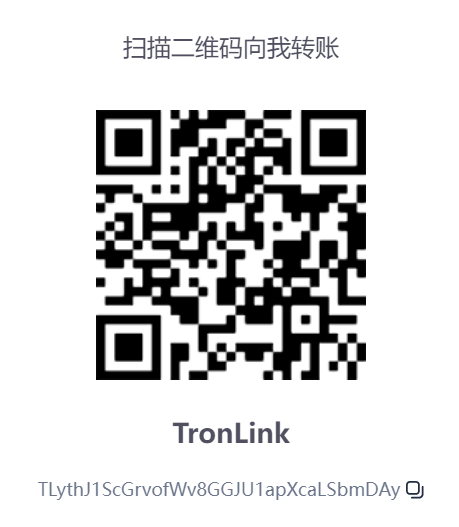 扫描二维码向我转账
TronLink
TLythJ1ScGrvofWv8GGJU1apXcaLSbmDAy